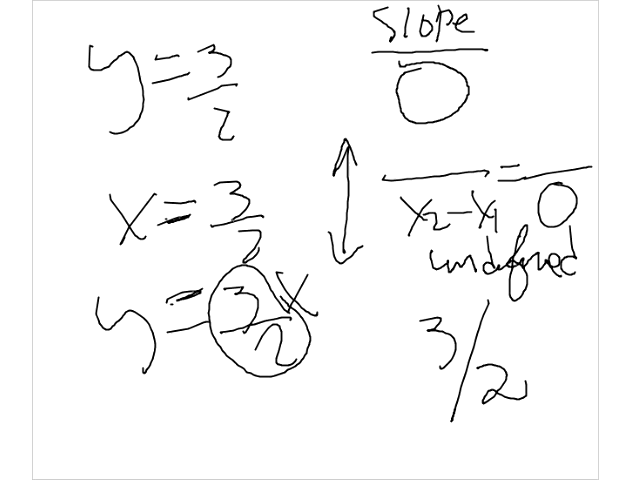 Slope
y = 3/2 0
x = 3/2 /(x2 - x1) = /0
undefined
y = 3/2 x 3/2